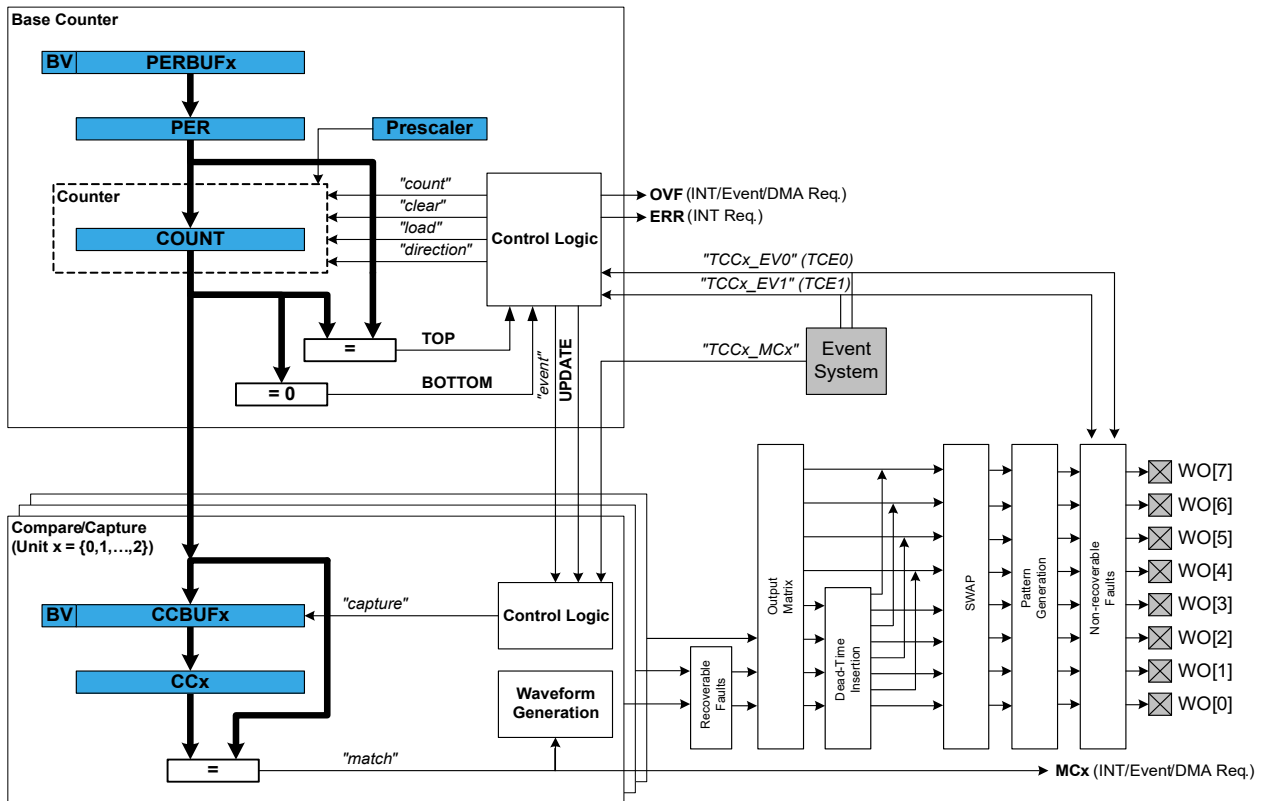 Base Counter
BV PERBUFx
PER
Prescaler
Counter
COUNT
"count"
"clear"
"load"
"direction"
Control Logic
OVF (INT/Event/DMA Req.)
ERR (INT Req.)
"TCCx_EV0" (TCE0)
"TCCx_EV1" (TCE1)
"TCCx_MCx"
Event
System
=
TOP
= 0
BOTTOM
"event"
UPDATE
Compare/Capture
(Unit x = {0,1,…,2})
BV CCBUFx
"capture"
Control Logic
CCx
Waveform
Generation
=
"match"
Recoverable
Faults
Output
Matrix
Dead-Time
Insertion
SWAP
Pattern
Generation
Non-recoverable
Faults
WO[7]
WO[6]
WO[5]
WO[4]
WO[3]
WO[2]
WO[1]
WO[0]
MCx (INT/Event/DMA Req.)